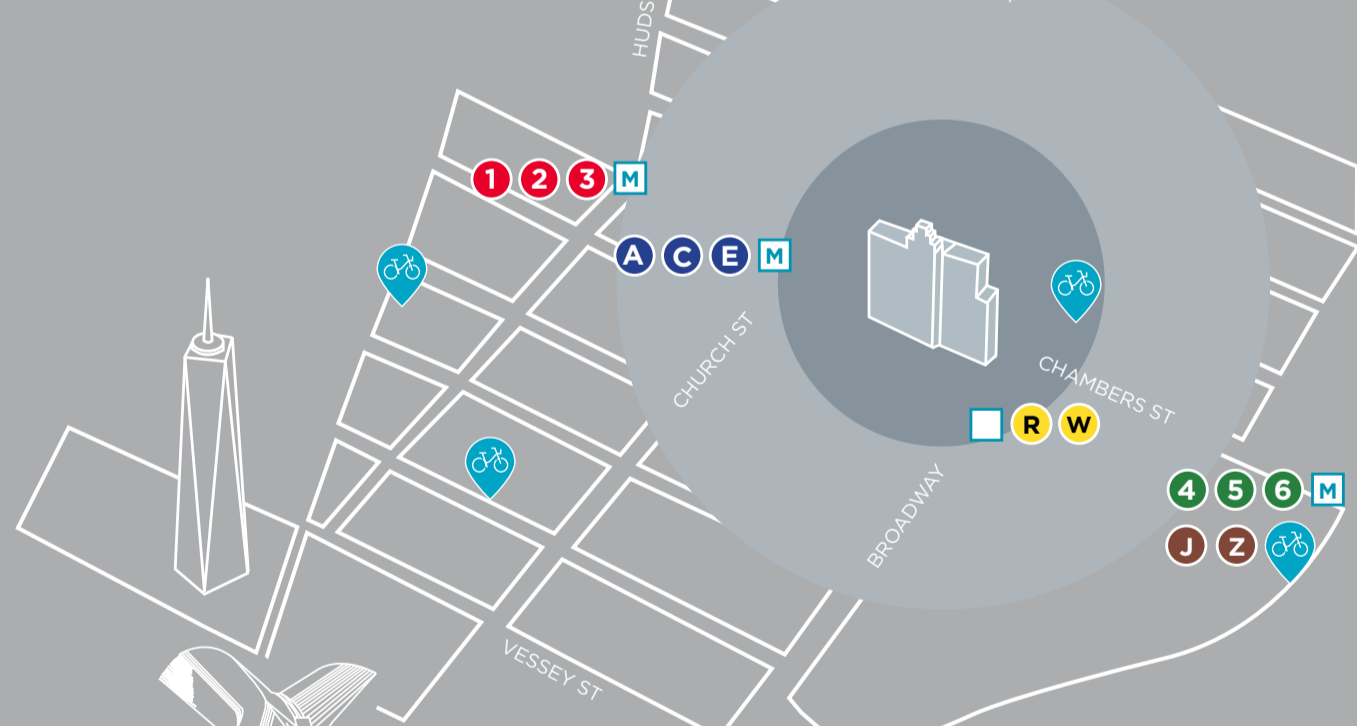 HUDS
1 2 3 M
A C E M
CHURCH ST
CHAMBERS ST
R W
BROADWAY
4 5 6 M
J Z
VESSEY ST